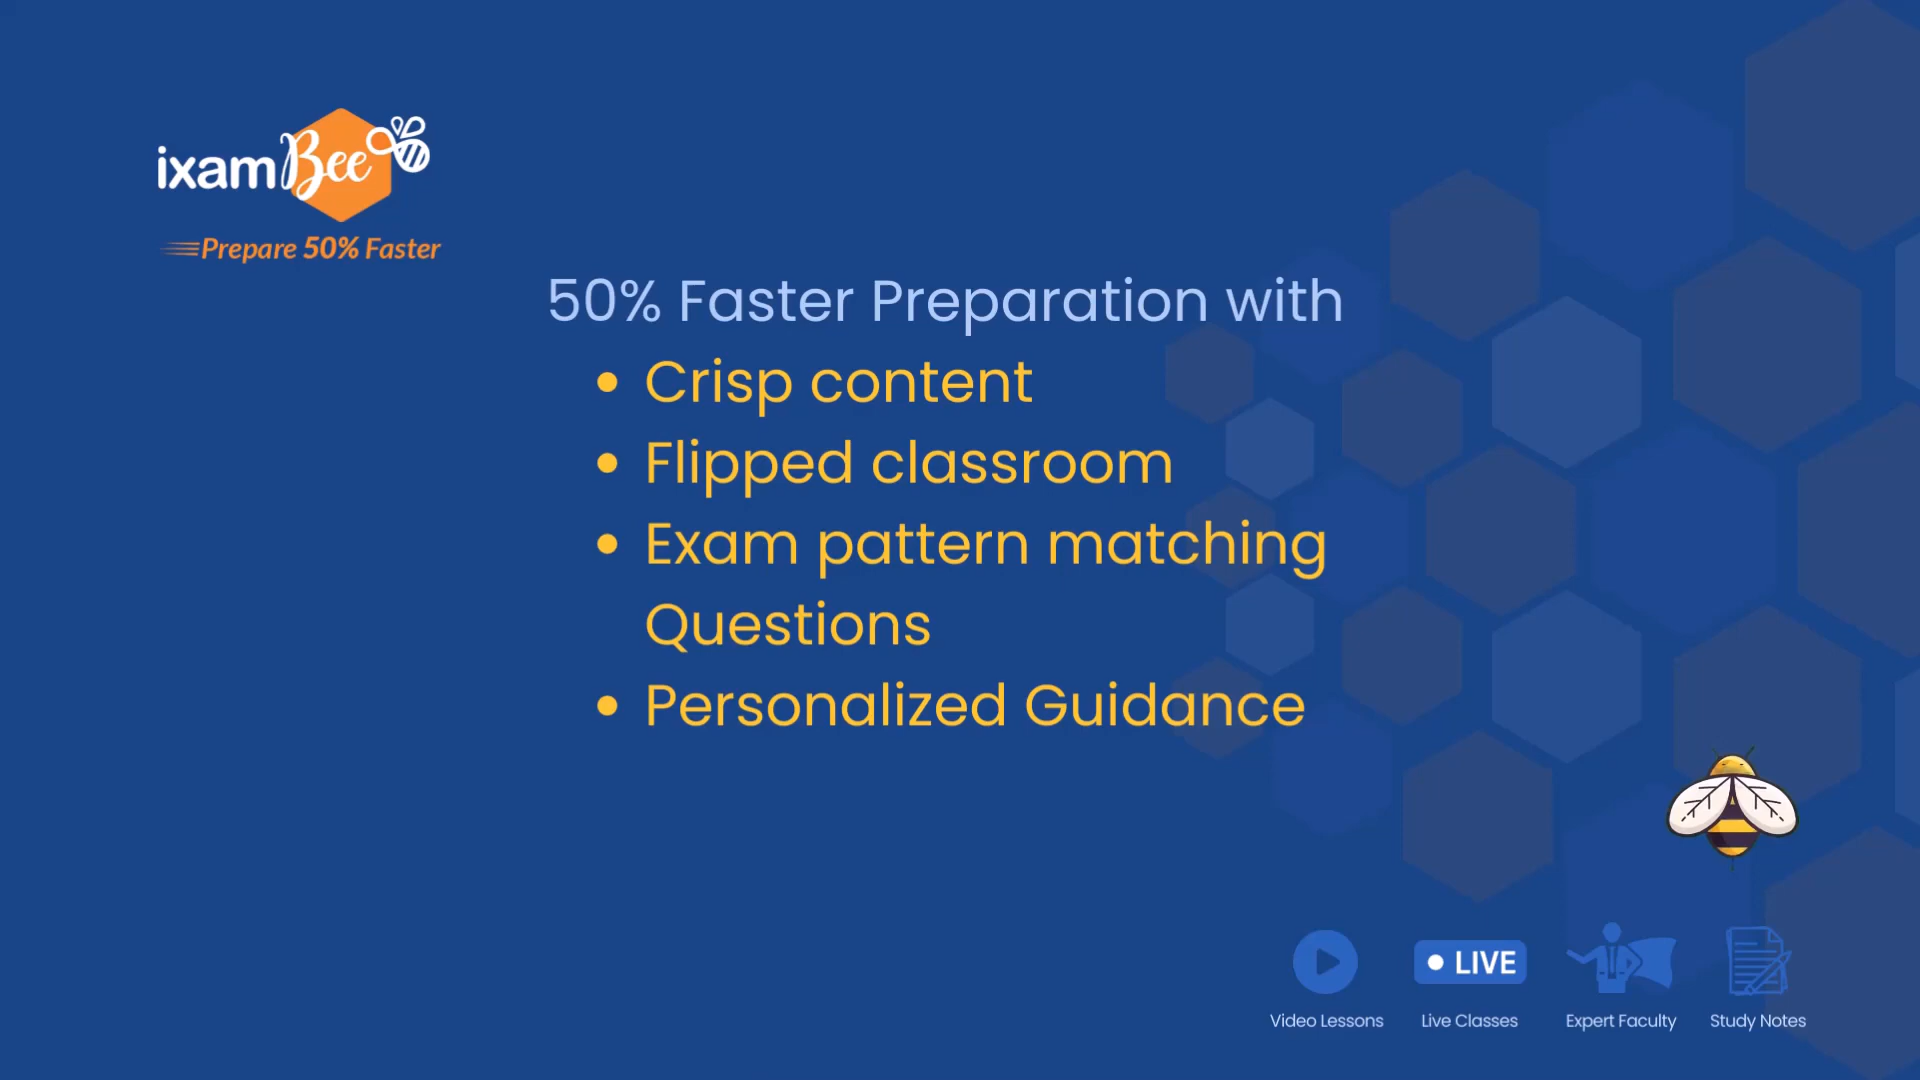 ixamBee
Prepare 50% Faster
50% Faster Preparation with
• Crisp content
• Flipped classroom
• Exam pattern matching
Questions
• Personalized Guidance
LIVE
Video Lessons
Live Classes
Expert Faculty
Study Notes